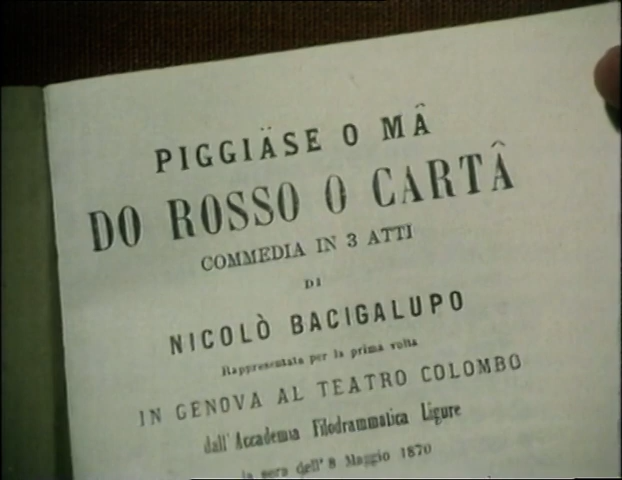 PIGGIÄSE O MÂ
DO ROSSO O CARTÂ
COMMEDIA IN 3 ATTI
DI
NICOLÒ BACIGALUPO
Rappresentata per la prima volta
IN GENOVA AL TEATRO COLOMBO
dall' Accademia Filodrammatica Ligure
la sera dell' 8 Maggio 1870